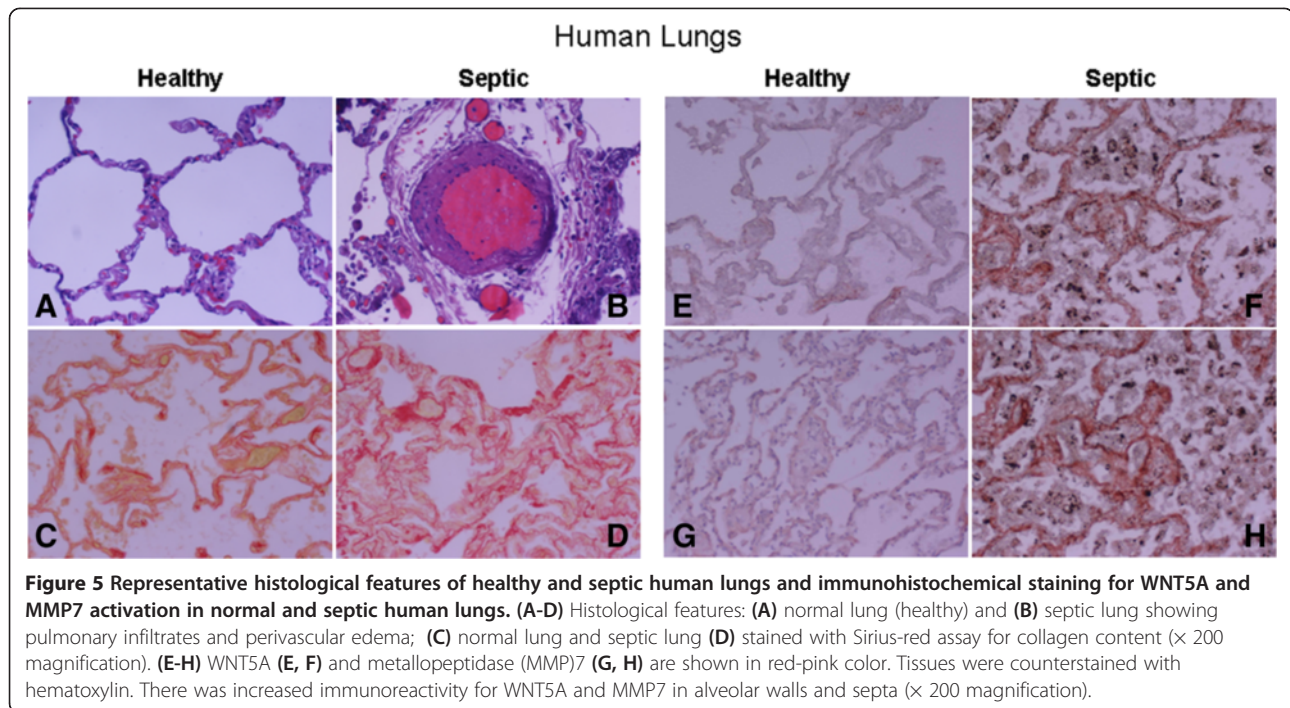 Human Lungs
Healthy Septic Healthy Septic
A B E F
C D G H
Figure 5 Representative histological features of healthy and septic human lungs and immunohistochemical staining for WNT5A and
MMP7 activation in normal and septic human lungs. (A-D) Histological features: (A) normal lung (healthy) and (B) septic lung showing
pulmonary infiltrates and perivascular edema; (C) normal lung and septic lung (D) stained with Sirius-red assay for collagen content (× 200
magnification). (E-H) WNT5A (E, F) and metallopeptidase (MMP)7 (G, H) are shown in red-pink color. Tissues were counterstained with
hematoxylin. There was increased immunoreactivity for WNT5A and MMP7 in alveolar walls and septa (× 200 magnification).